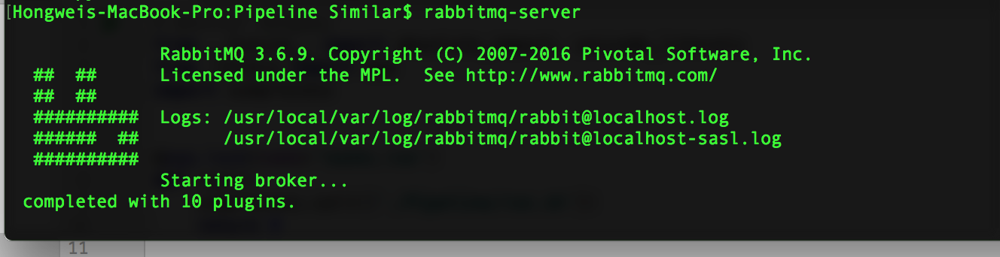 [Hongweis-MacBook-Pro:Pipeline Similar$ rabbitmq-server
RabbitMQ 3.6.9. Copyright (C) 2007-2016 Pivotal Software, Inc.
##  ##      Licensed under the MPL.  See http://www.rabbitmq.com/
##  ##
##########  Logs: /usr/local/var/log/rabbitmq/rabbit@localhost.log
######  ##        /usr/local/var/log/rabbitmq/rabbit@localhost-sasl.log
##########
Starting broker...
completed with 10 plugins.
11